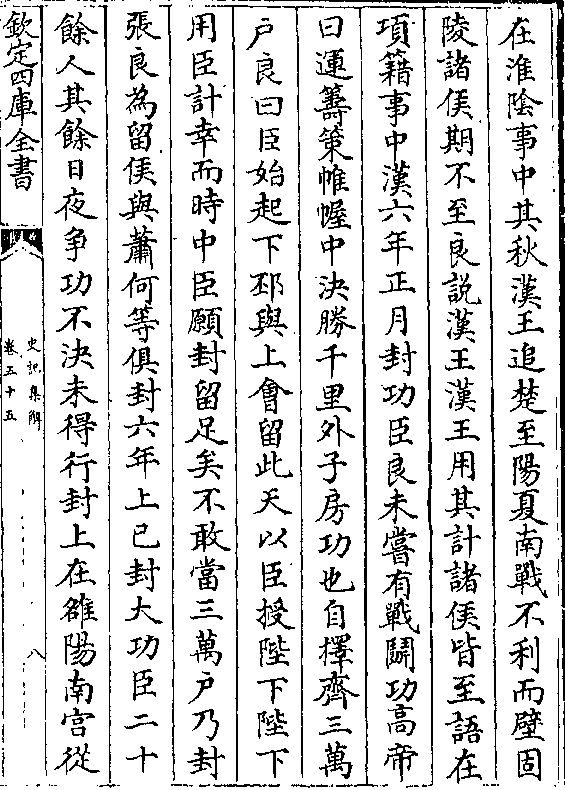 在淮陰事中其秋漢王追楚至陽夏南戰不利而壁固
陵諸侯期不至良説漢王漢王用其計諸侯皆至語在
項籍事中漢六年正月封功臣良未嘗有戰鬭功高帝
曰運籌策帷幄中決勝千里外子房功也自擇齊三萬
户良曰臣始起下邳與上會留此天以臣授陛下陛下
用臣計幸而時中臣願封留足矣不敢當三萬户乃封
張良為留侯與蕭何等俱封六年上已封大功臣二十
餘人其餘日夜争功不決未得行封上在雒陽南宫從
欽定四庫全書
史記集解
卷五十五
八